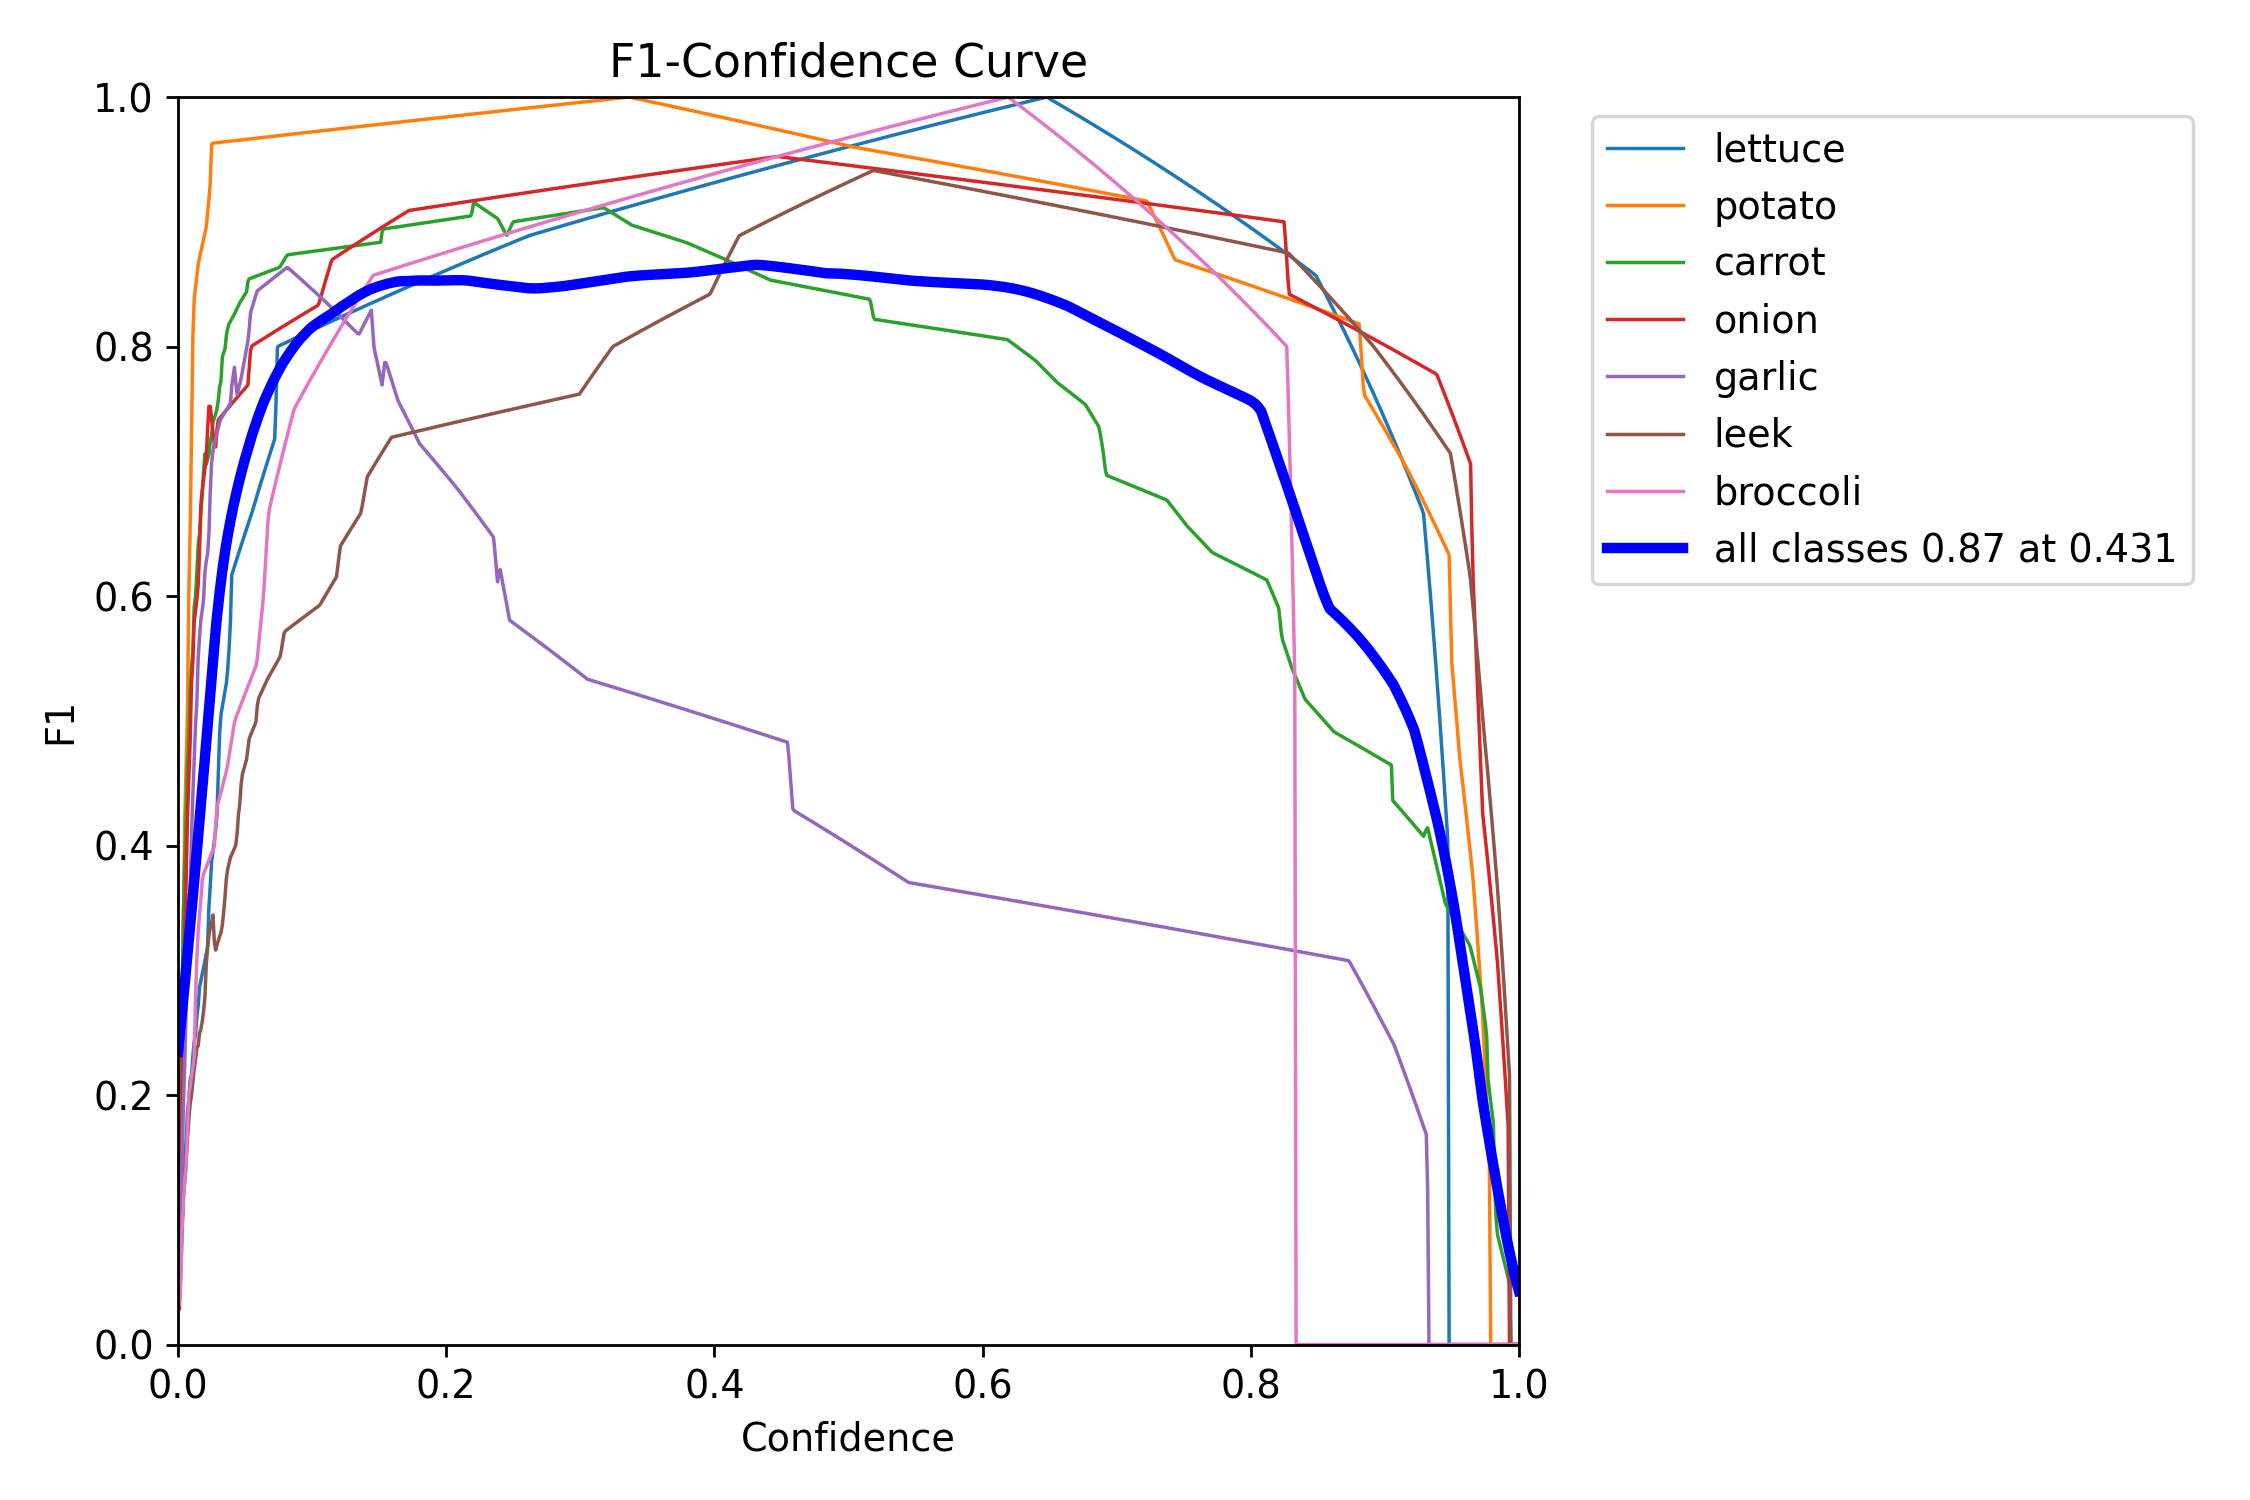 F1-Confidence Curve
1.0
0.8
0.6
0.4
0.2
0.0
F1
0.0 0.2 0.4 0.6 0.8 1.0
Confidence
lettuce
potato
carrot
onion
garlic
leek
broccoli
all classes 0.87 at 0.431